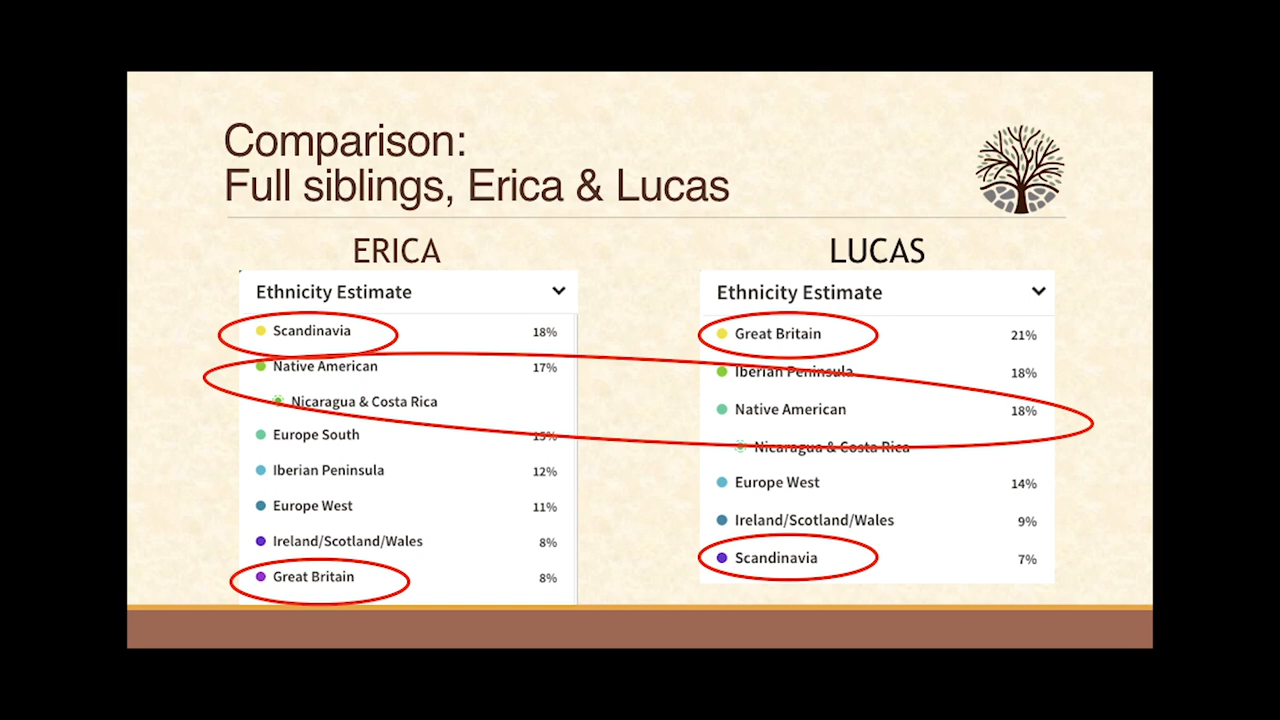 Comparison:
Full siblings, Erica & Lucas
ERICA
Ethnicity Estimate
Scandinavia 18%
Native American 17%
Nicaragua & Costa Rica
Europe South 15%
Iberian Peninsula 12%
Europe West 11%
Ireland/Scotland/Wales 8%
Great Britain 8%
LUCAS
Ethnicity Estimate
Great Britain 21%
Iberian Peninsula 18%
Native American 18%
Nicaragua & Costa Rica
Europe West 14%
Ireland/Scotland/Wales 9%
Scandinavia 7%